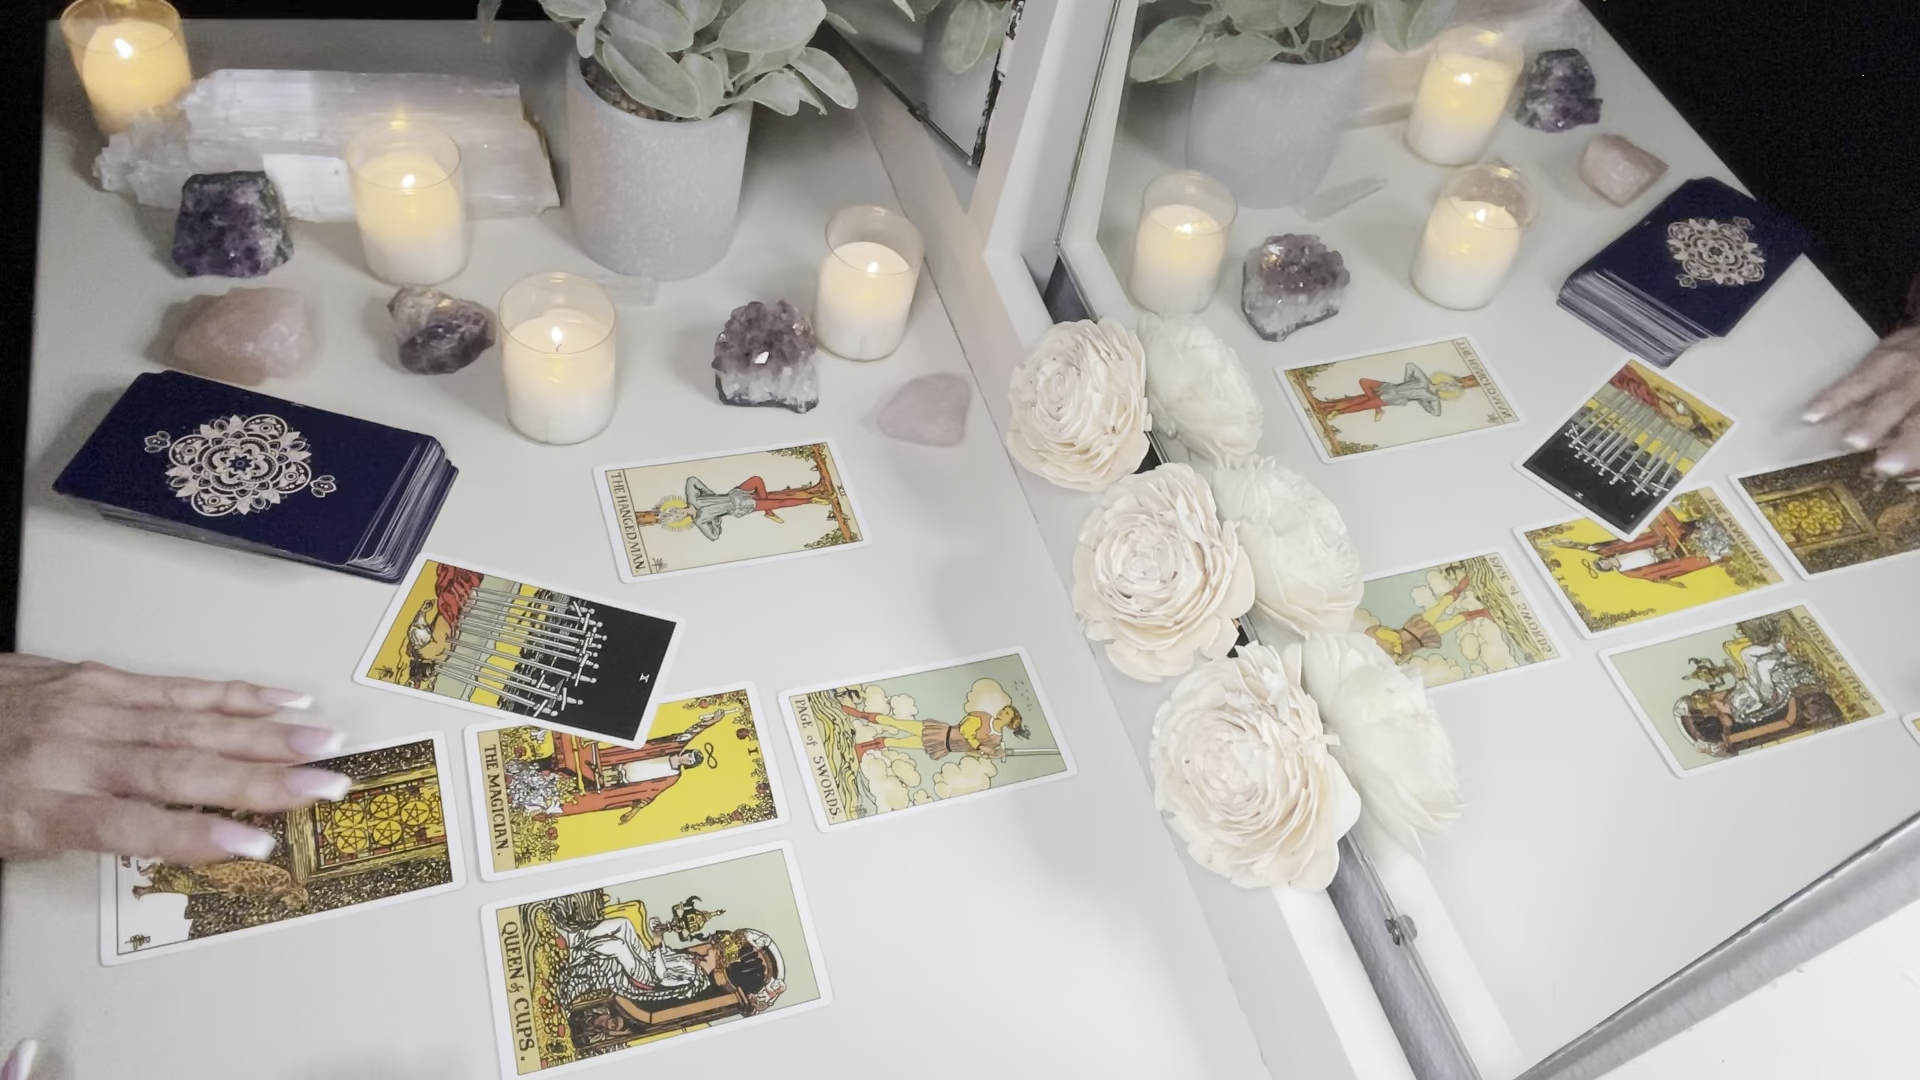 THE HANGED MAN.
X
I
THE MAGICIAN.
PAGE of SWORDS.
QUEEN of CUPS.